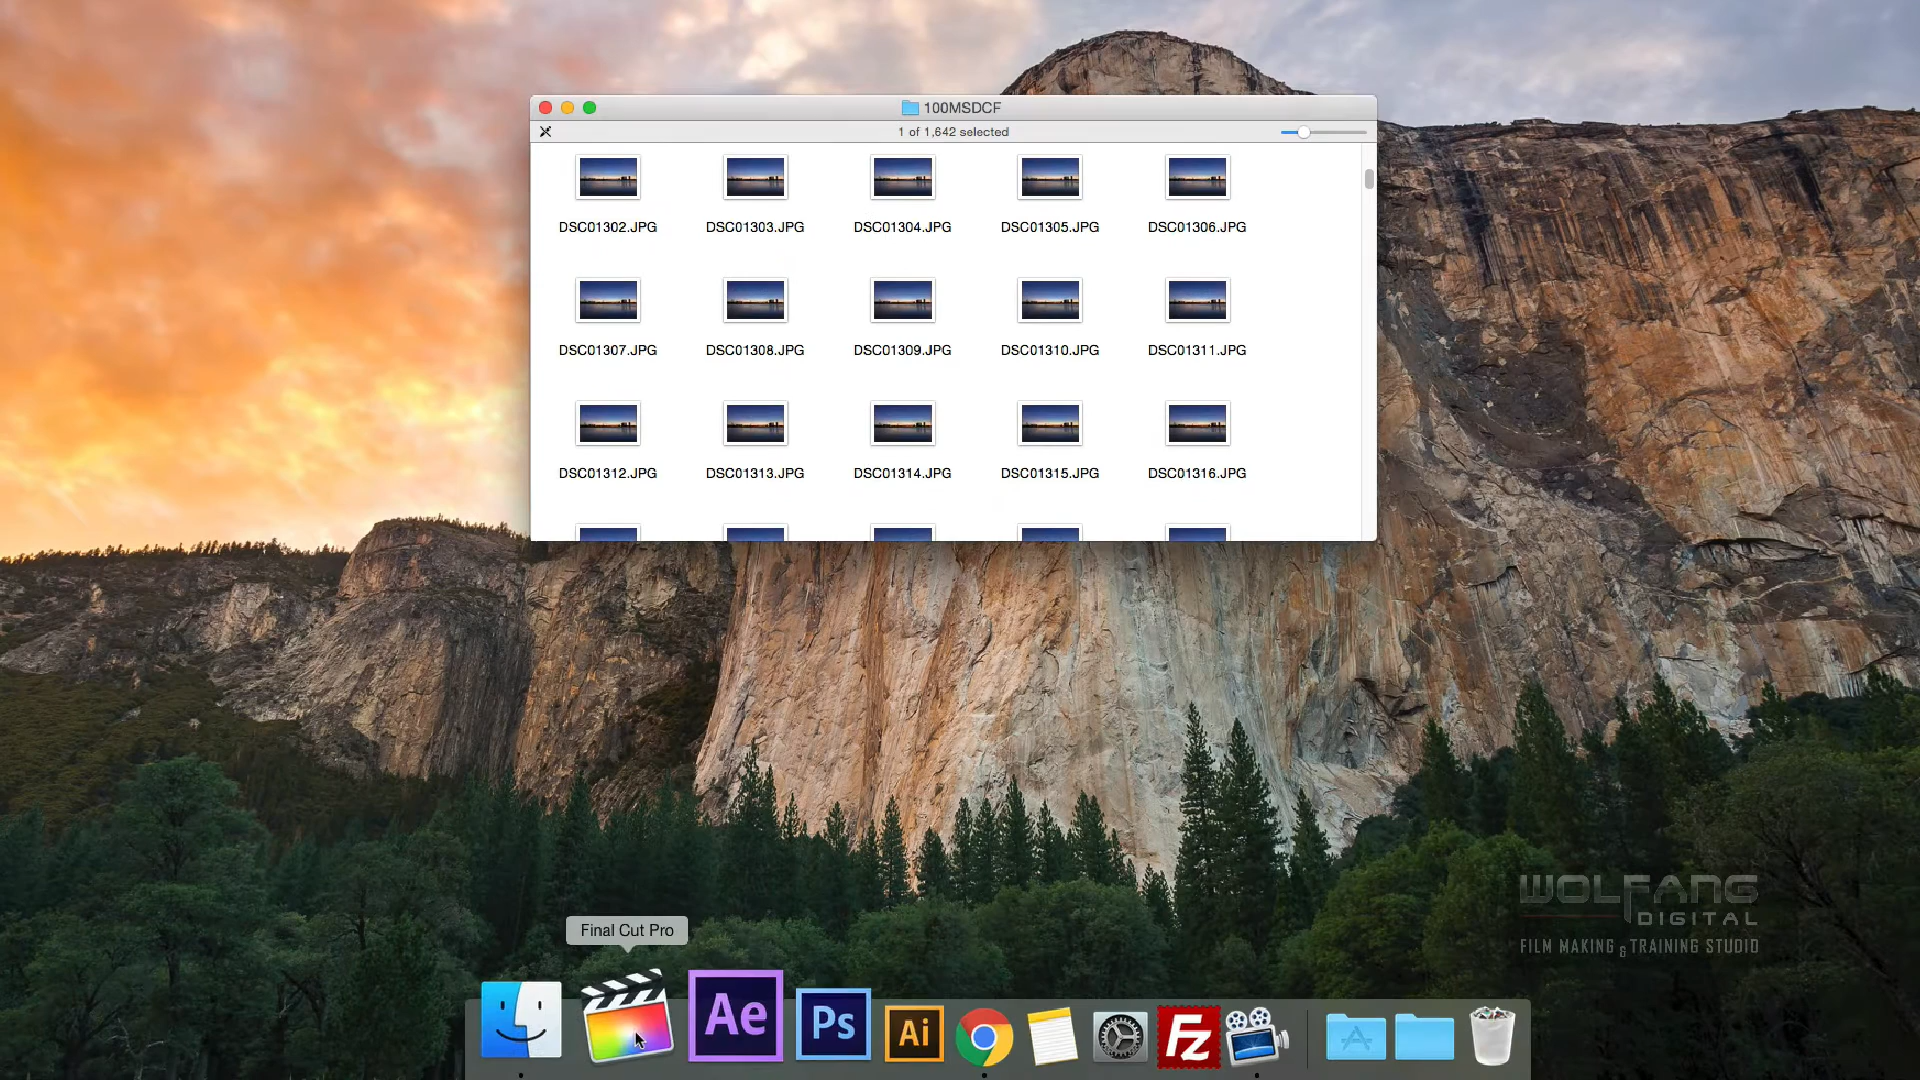 100MSDCF
1 of 1,642 selected
DSC01302.JPG DSC01303.JPG DSC01304.JPG DSC01305.JPG DSC01306.JPG
DSC01307.JPG DSC01308.JPG DSC01309.JPG DSC01310.JPG DSC01311.JPG
DSC01312.JPG DSC01313.JPG DSC01314.JPG DSC01315.JPG DSC01316.JPG
WOLFANG
DIGITAL
FILM MAKING & TRAINING STUDIO
Final Cut Pro
Ae Ps Ai Fz